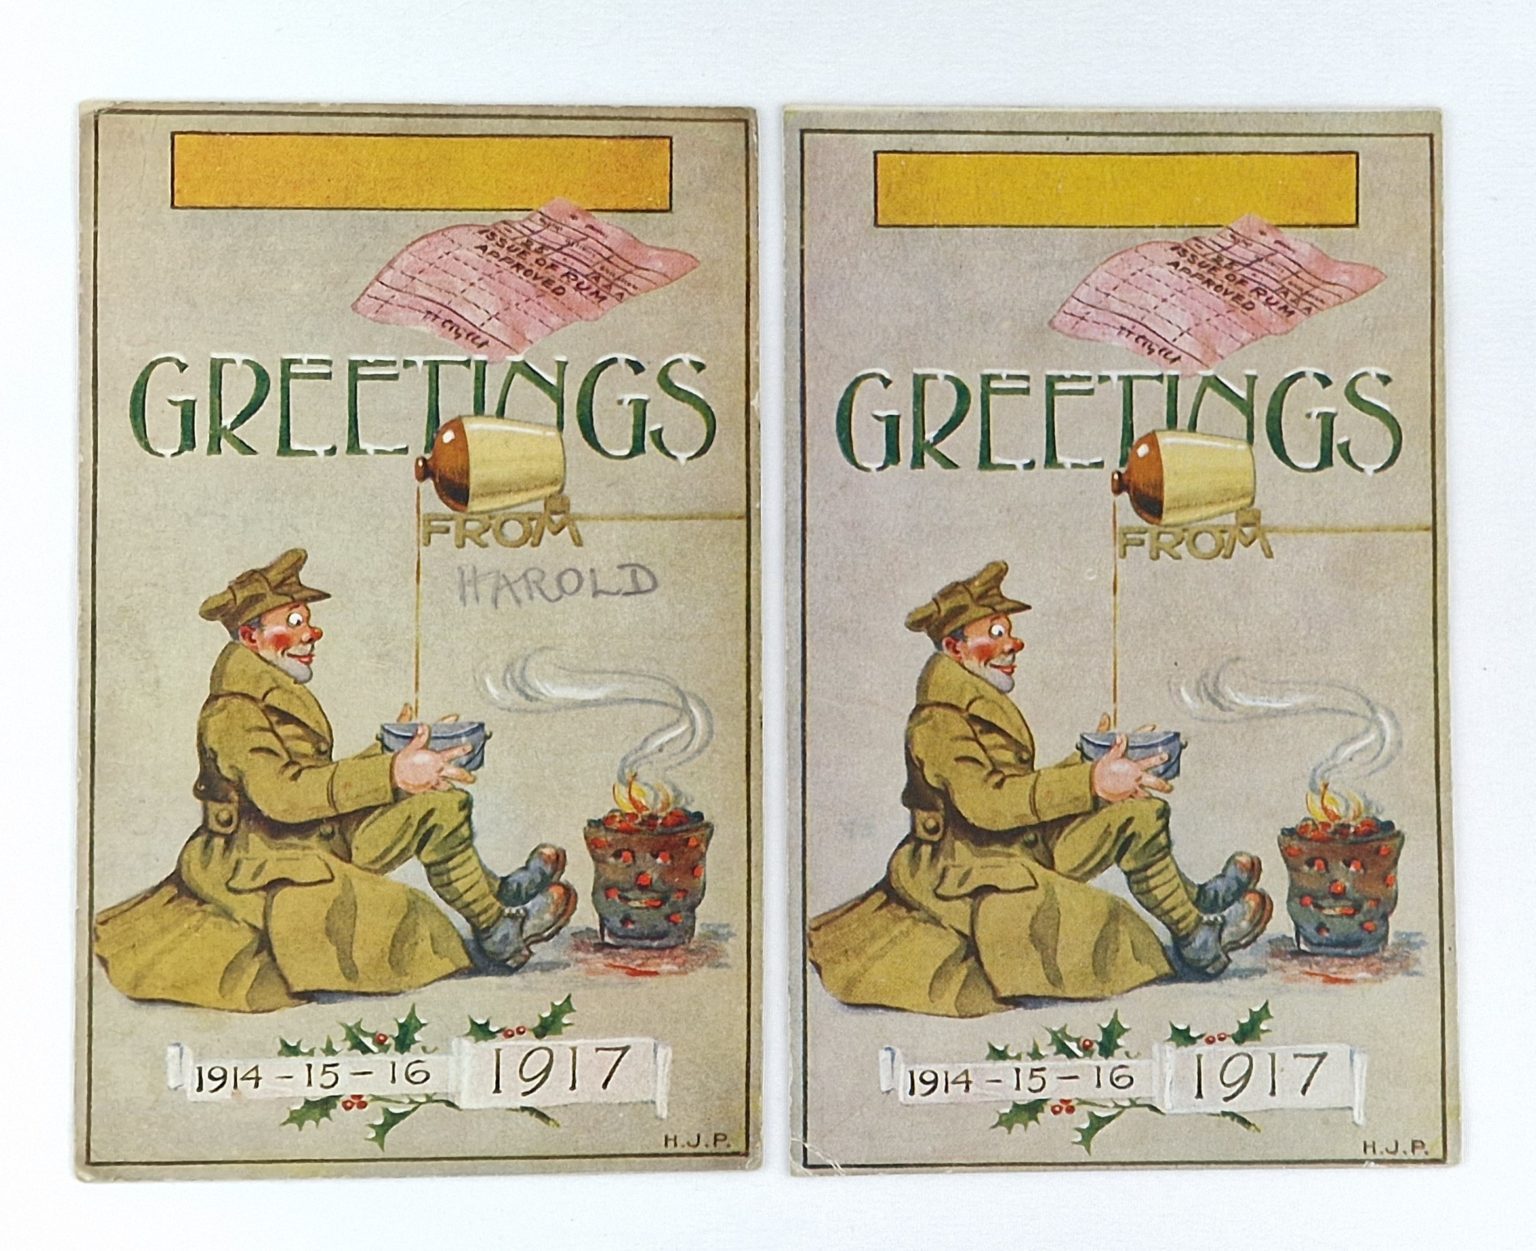 ISSUE OF RUM
APPROVED
GREETINGS
FROM
HAROLD
1914-15-16 1917
H.J.P.
ISSUE OF RUM
APPROVED
GREETINGS
FROM
1914-15-16 1917
H.J.P.